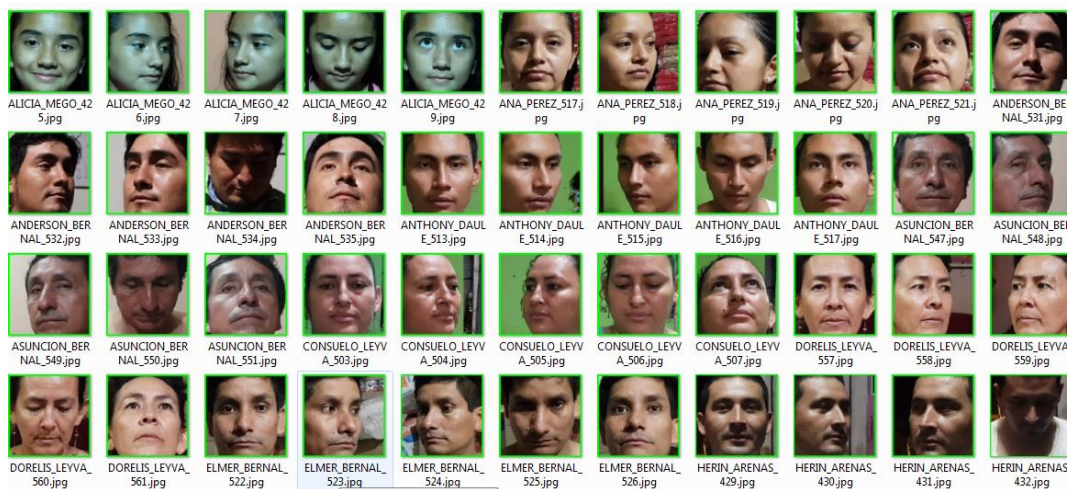 ALICIA_MEGO_42 ALICIA_MEGO_42 ALICIA_MEGO_42 ALICIA_MEGO_42 ALICIA_MEGO_42 ANA_PEREZ_517.j ANA_PEREZ_518.j ANA_PEREZ_519.j ANA_PEREZ_520.j ANA_PEREZ_521.j ANDERSON_BER
5.jpg 6.jpg 7.jpg 8.jpg 9.jpg pg pg pg pg pg NAL_531.jpg
ANDERSON_BER ANDERSON_BER ANDERSON_BER ANDERSON_BER ANTHONY_DAUL ANTHONY_DAUL ANTHONY_DAUL ANTHONY_DAUL ANTHONY_DAUL ASUNCION_BER ASUNCION_BER
NAL_532.jpg NAL_533.jpg NAL_534.jpg NAL_535.jpg E_513.jpg E_514.jpg E_515.jpg E_516.jpg E_517.jpg NAL_547.jpg NAL_548.jpg
ASUNCION_BER ASUNCION_BER ASUNCION_BER CONSUELO_LEYV CONSUELO_LEYV CONSUELO_LEYV CONSUELO_LEYV CONSUELO_LEYV DORELIS_LEYVA_ DORELIS_LEYVA_ DORELIS_LEYVA_
NAL_549.jpg NAL_550.jpg NAL_551.jpg A_503.jpg A_504.jpg A_505.jpg A_506.jpg A_507.jpg 557.jpg 558.jpg 559.jpg
DORELIS_LEYVA_ DORELIS_LEYVA_ ELMER_BERNAL_ ELMER_BERNAL_ ELMER_BERNAL_ ELMER_BERNAL_ ELMER_BERNAL_ HERIN_ARENAS_ HERIN_ARENAS_ HERIN_ARENAS_ HERIN_ARENAS_
560.jpg 561.jpg 522.jpg 523.jpg 524.jpg 525.jpg 526.jpg 429.jpg 430.jpg 431.jpg 432.jpg